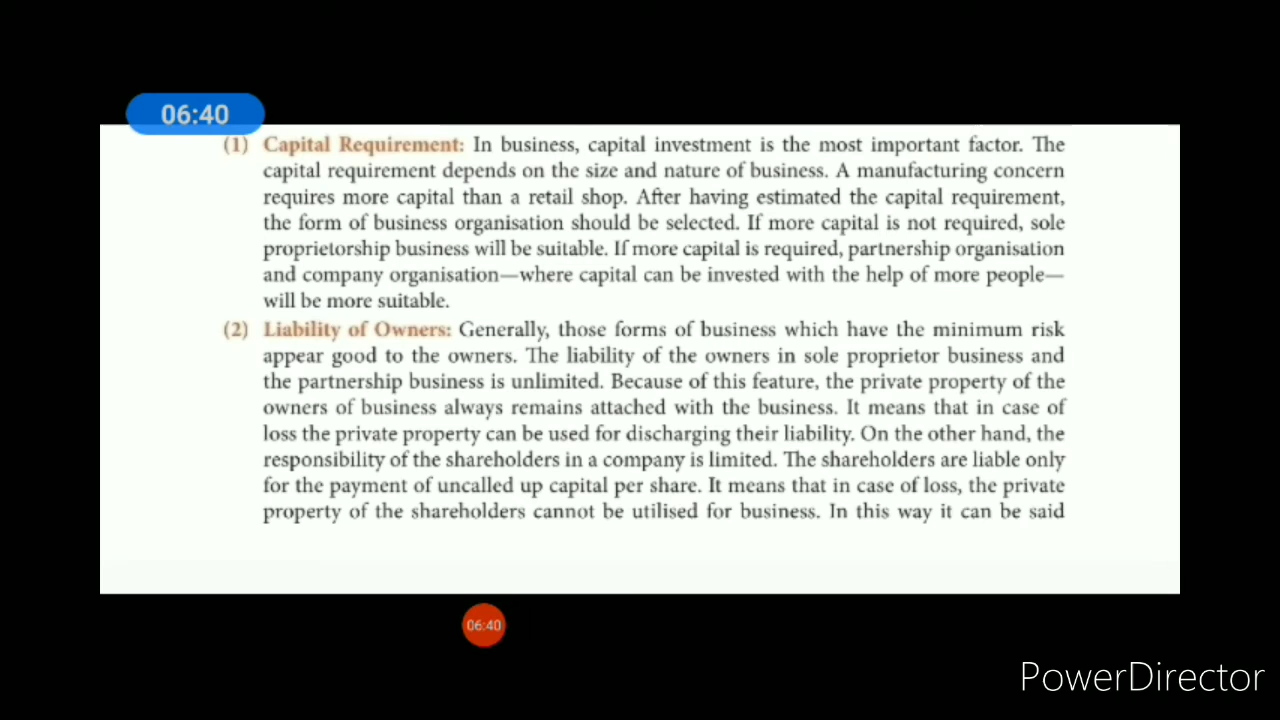 06:40
(1) Capital Requirement: In business, capital investment is the most important factor. The
capital requirement depends on the size and nature of business. A manufacturing concern
requires more capital than a retail shop. After having estimated the capital requirement,
the form of business organisation should be selected. If more capital is not required, sole
proprietorship business will be suitable. If more capital is required, partnership organisation
and company organisation—where capital can be invested with the help of more people—
will be more suitable.
(2) Liability of Owners: Generally, those forms of business which have the minimum risk
appear good to the owners. The liability of the owners in sole proprietor business and
the partnership business is unlimited. Because of this feature, the private property of the
owners of business always remains attached with the business. It means that in case of
loss the private property can be used for discharging their liability. On the other hand, the
responsibility of the shareholders in a company is limited. The shareholders are liable only
for the payment of uncalled up capital per share. It means that in case of loss, the private
property of the shareholders cannot be utilised for business. In this way it can be said
06:40
PowerDirector